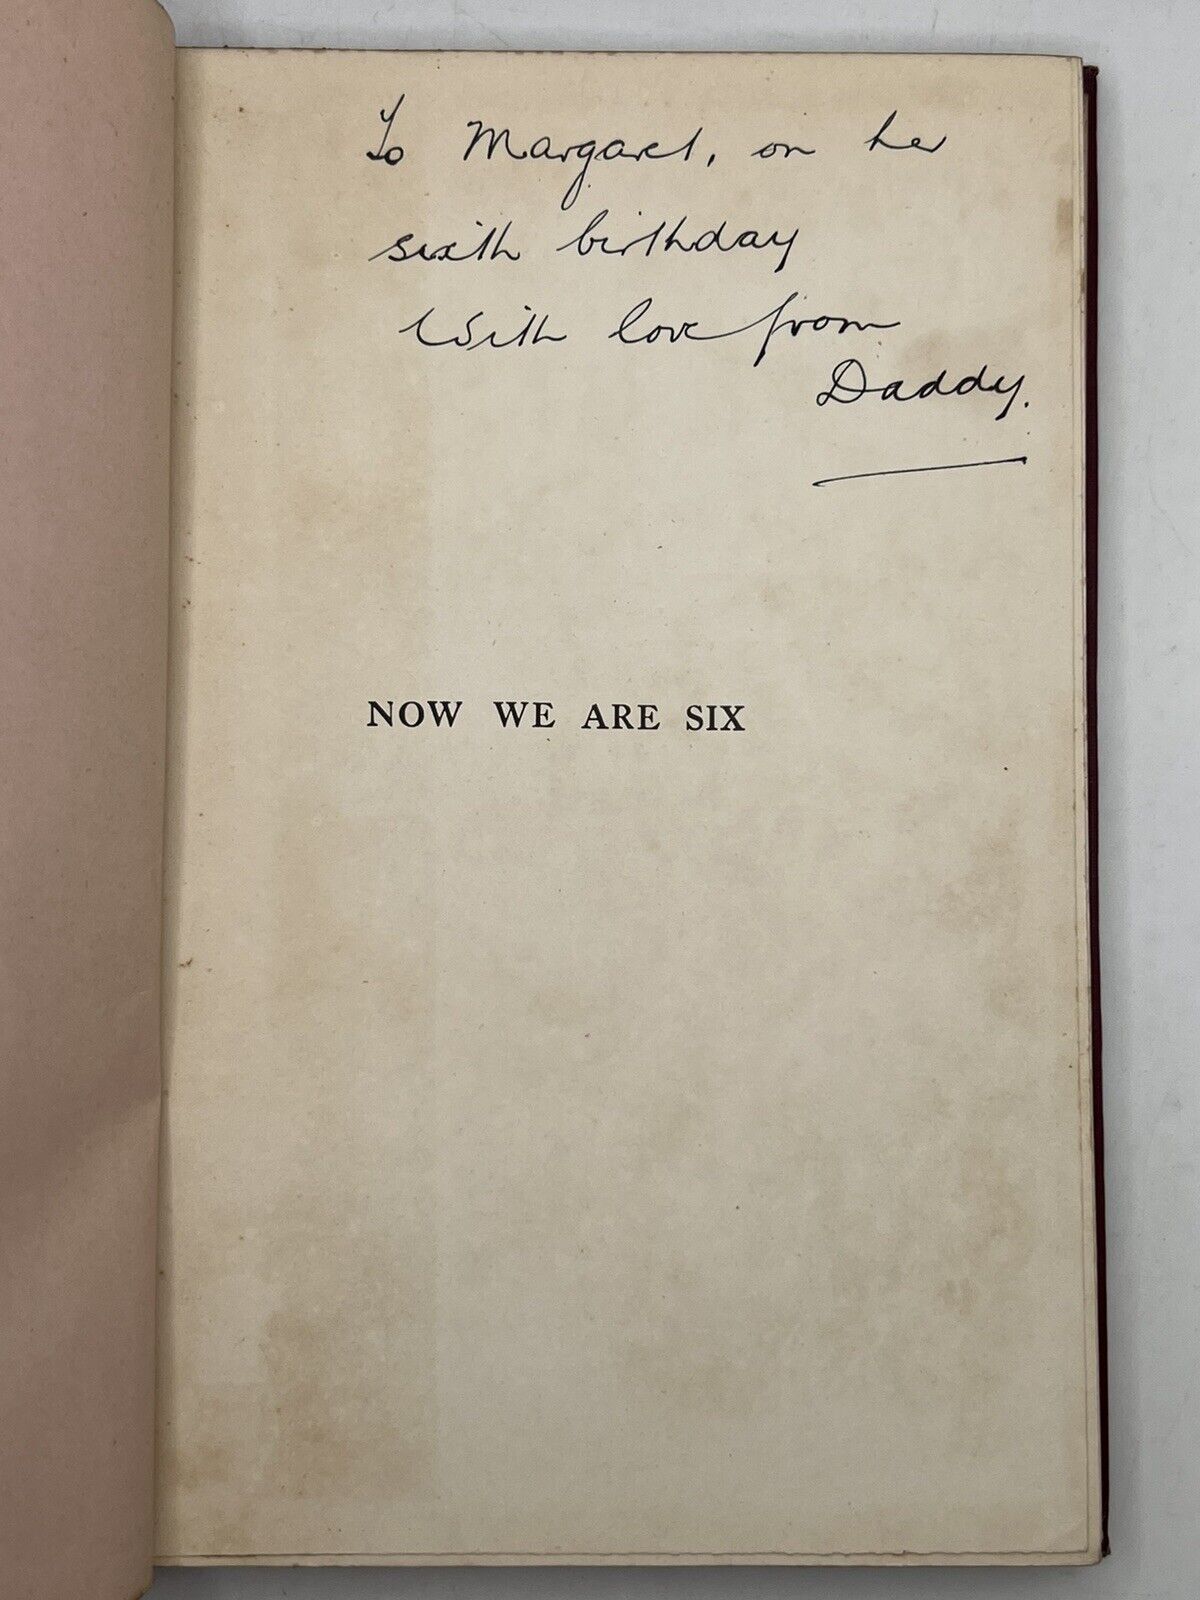 To Margaret, on her
sixth birthday
With love from
Daddy.
NOW WE ARE SIX